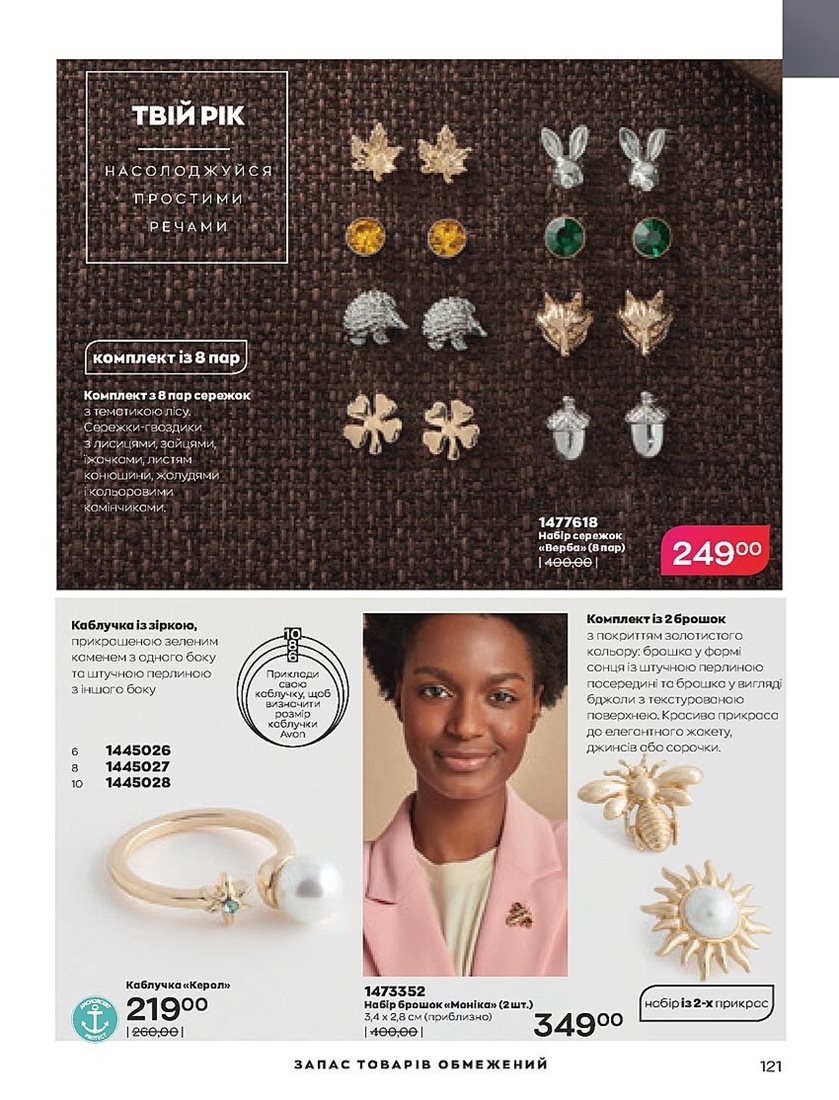 ТВІЙ РІК
НАСОЛОДЖУЙСЯ
ПРОСТИМИ
РЕЧАМИ
комплект із 8 пар
Комплект з 8 пар сережок
з тематикою лісу.
Сережки-гвоздики
з лисицями, зайцями,
їжачками, листям
конюшини, жолудями
і кольоровими
камінчиками.
1477618
Набір сережок
«Верба» (8 пар)
|400,00|
249⁰⁰
Каблучка із зіркою,
прикрашеною зеленим
каменем з одного боку
та штучною перлиною
з іншого боку
10
8
6
Приклади
свою
каблучку, щоб
визначити
розмір
каблучки
Avon
6 1445026
8 1445027
10 1445028
Каблучка «Керол»
219⁰⁰
|260,00|
1473352
Набір брошок «Моніка» (2 шт.)
3,4 х 2,8 см (приблизно)
|400,00|
349⁰⁰
Комплект із 2 брошок
з покриттям золотистого
кольору: брошка у формі
сонця із штучною перлиною
посередині та брошка у вигляді
бджоли з текстурованою
поверхнею. Красива прикраса
до елегантного жакету,
джинсів або сорочки.
набір із 2-х прикрас
ЗАПАС ТОВАРІВ ОБМЕЖЕНИЙ
121